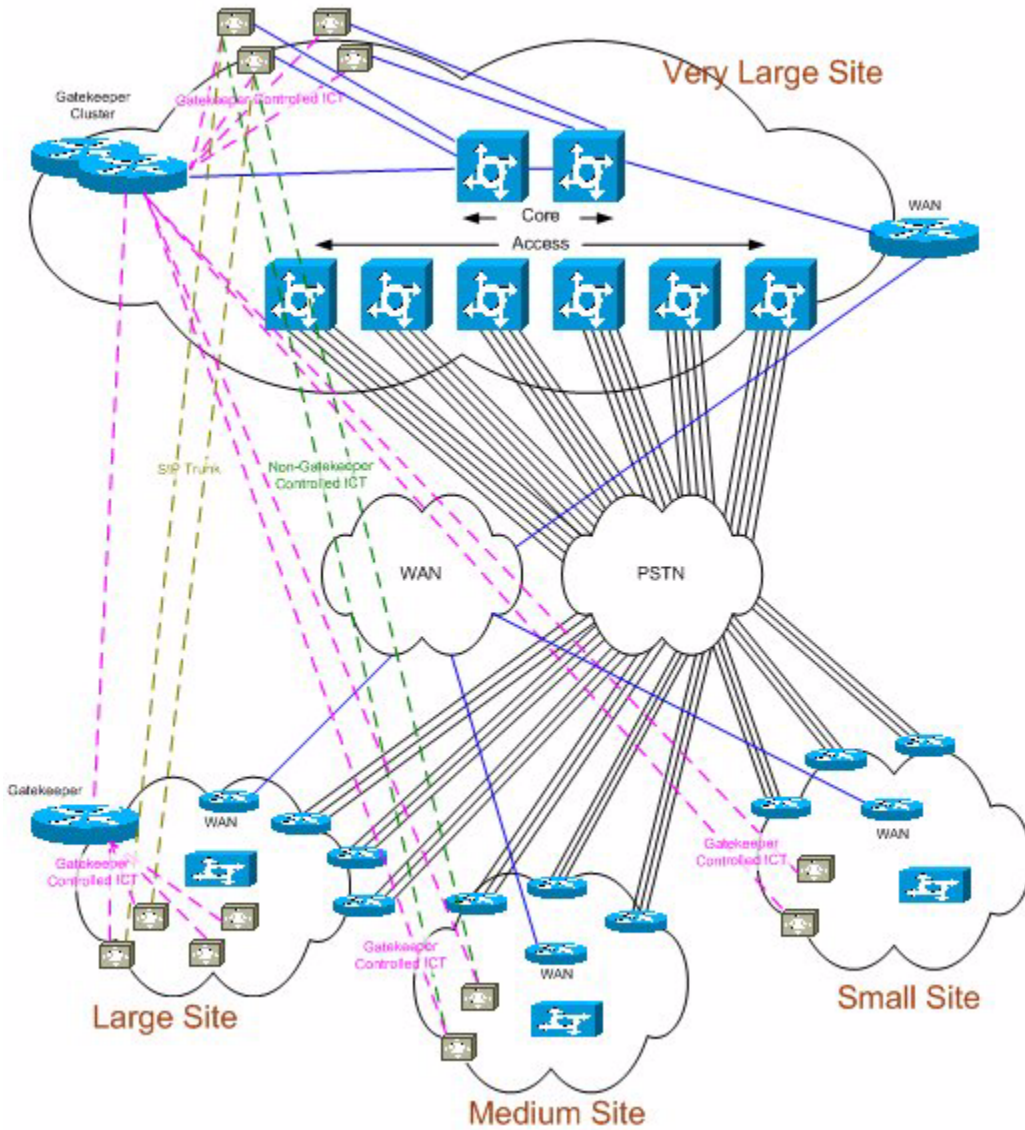 Very Large Site
Gatekeeper
Cluster
Gatekeeper Controlled ICT
WAN
Core
Access
SIP Trunk
Non-Gatekeeper
Controlled ICT
WAN
PSTN
Gatekeeper
WAN
Gatekeeper
Controlled ICT
WAN
Gatekeeper
Controlled ICT
Gatekeeper
Controlled ICT
WAN
Large Site
Small Site
Medium Site